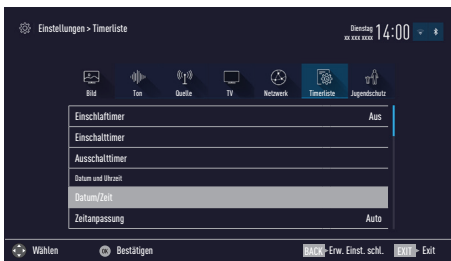 Einstellungen > Timerliste
Dienstag
xx xxx xxxx
14:00
Bild Ton Quelle TV Netzwerk Timerliste Jugendschutz
Einschlaftimer Aus
Einschalttimer
Ausschalttimer
Datum und Uhrzeit
Datum/Zeit
Zeitanpassung Auto
Wählen OK Bestätigen BACK Erw. Einst. schl. EXIT Exit